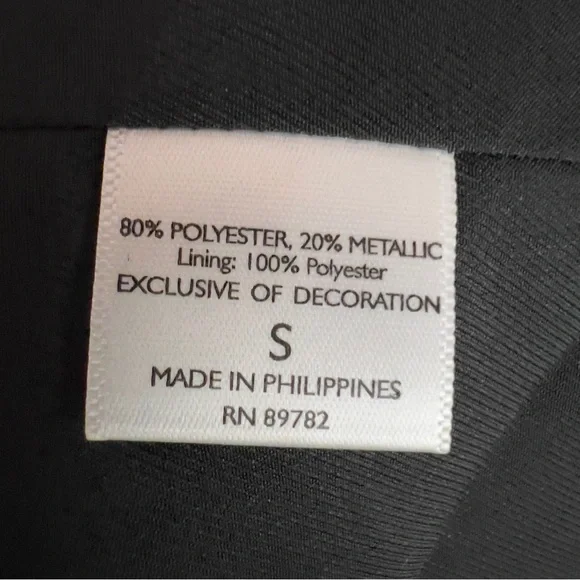 80% POLYESTER, 20% METALLIC
Lining: 100% Polyester
EXCLUSIVE OF DECORATION
S
MADE IN PHILIPPINES
RN 89782